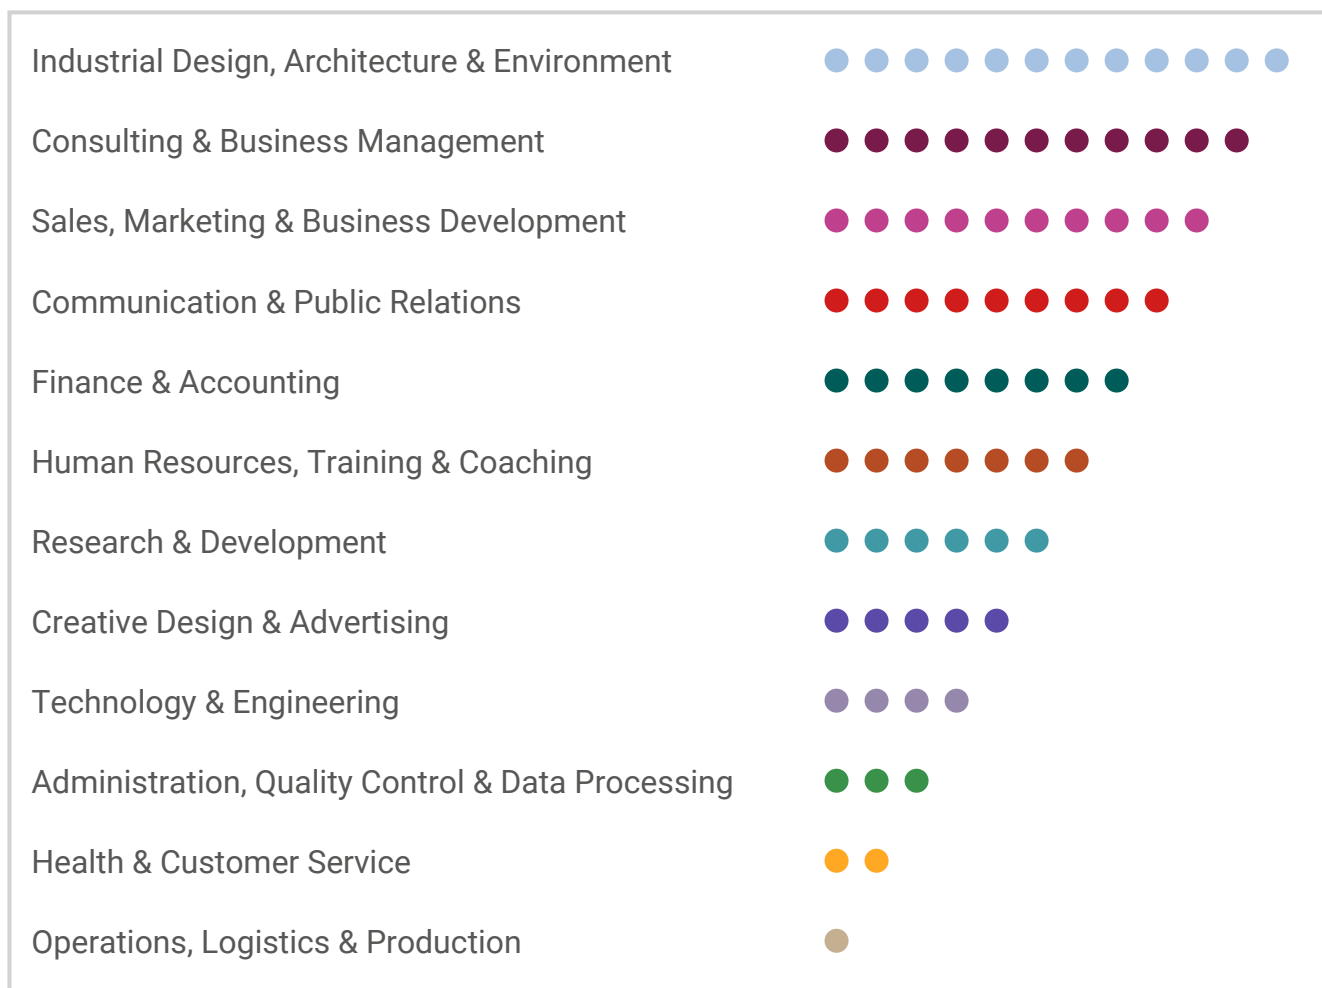 Industrial Design, Architecture & Environment
Consulting & Business Management
Sales, Marketing & Business Development
Communication & Public Relations
Finance & Accounting
Human Resources, Training & Coaching
Research & Development
Creative Design & Advertising
Technology & Engineering
Administration, Quality Control & Data Processing
Health & Customer Service
Operations, Logistics & Production